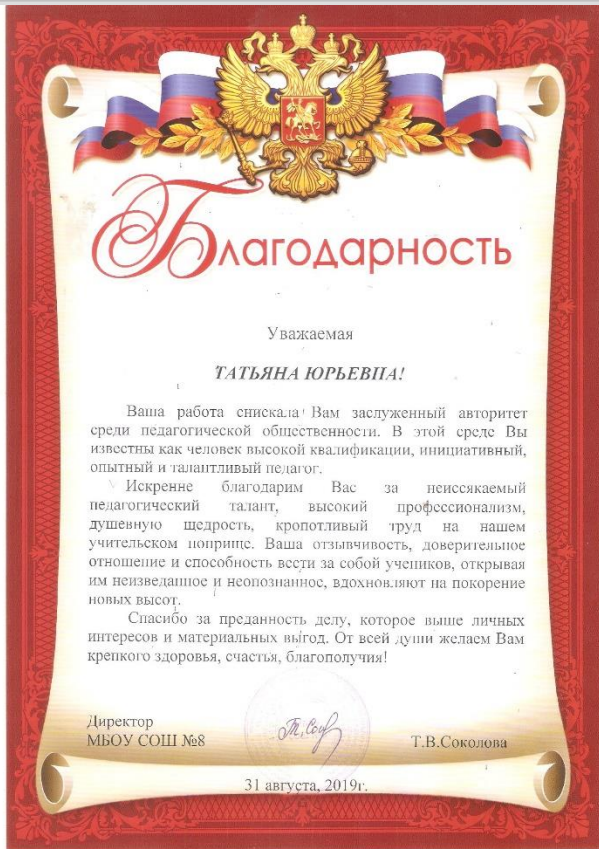 Благодарность
Уважаемая
ТАТЬЯНА ЮРЬЕВНА!
Ваша работа снискала Вам заслуженный авторитет
среди педагогической общественности. В этой среде Вы
известны как человек высокой квалификации, инициативный,
опытный и талантливый педагог.
Искренне благодарим Вас за неиссякаемый
педагогический талант, высокий профессионализм,
душевную щедрость, кропотливый труд на нашем
учительском поприще. Ваша отзывчивость, доверительное
отношение и способность вести за собой учеников, открывая
им неизведанное и неопознанное, вдохновляют на покорение
новых высот.
Спасибо за преданность делу, которое выше личных
интересов и материальных выгод. От всей души желаем Вам
крепкого здоровья, счастья, благополучия!
Директор
МБОУ СОШ №8
Т.В.Соколова
31 августа, 2019г.